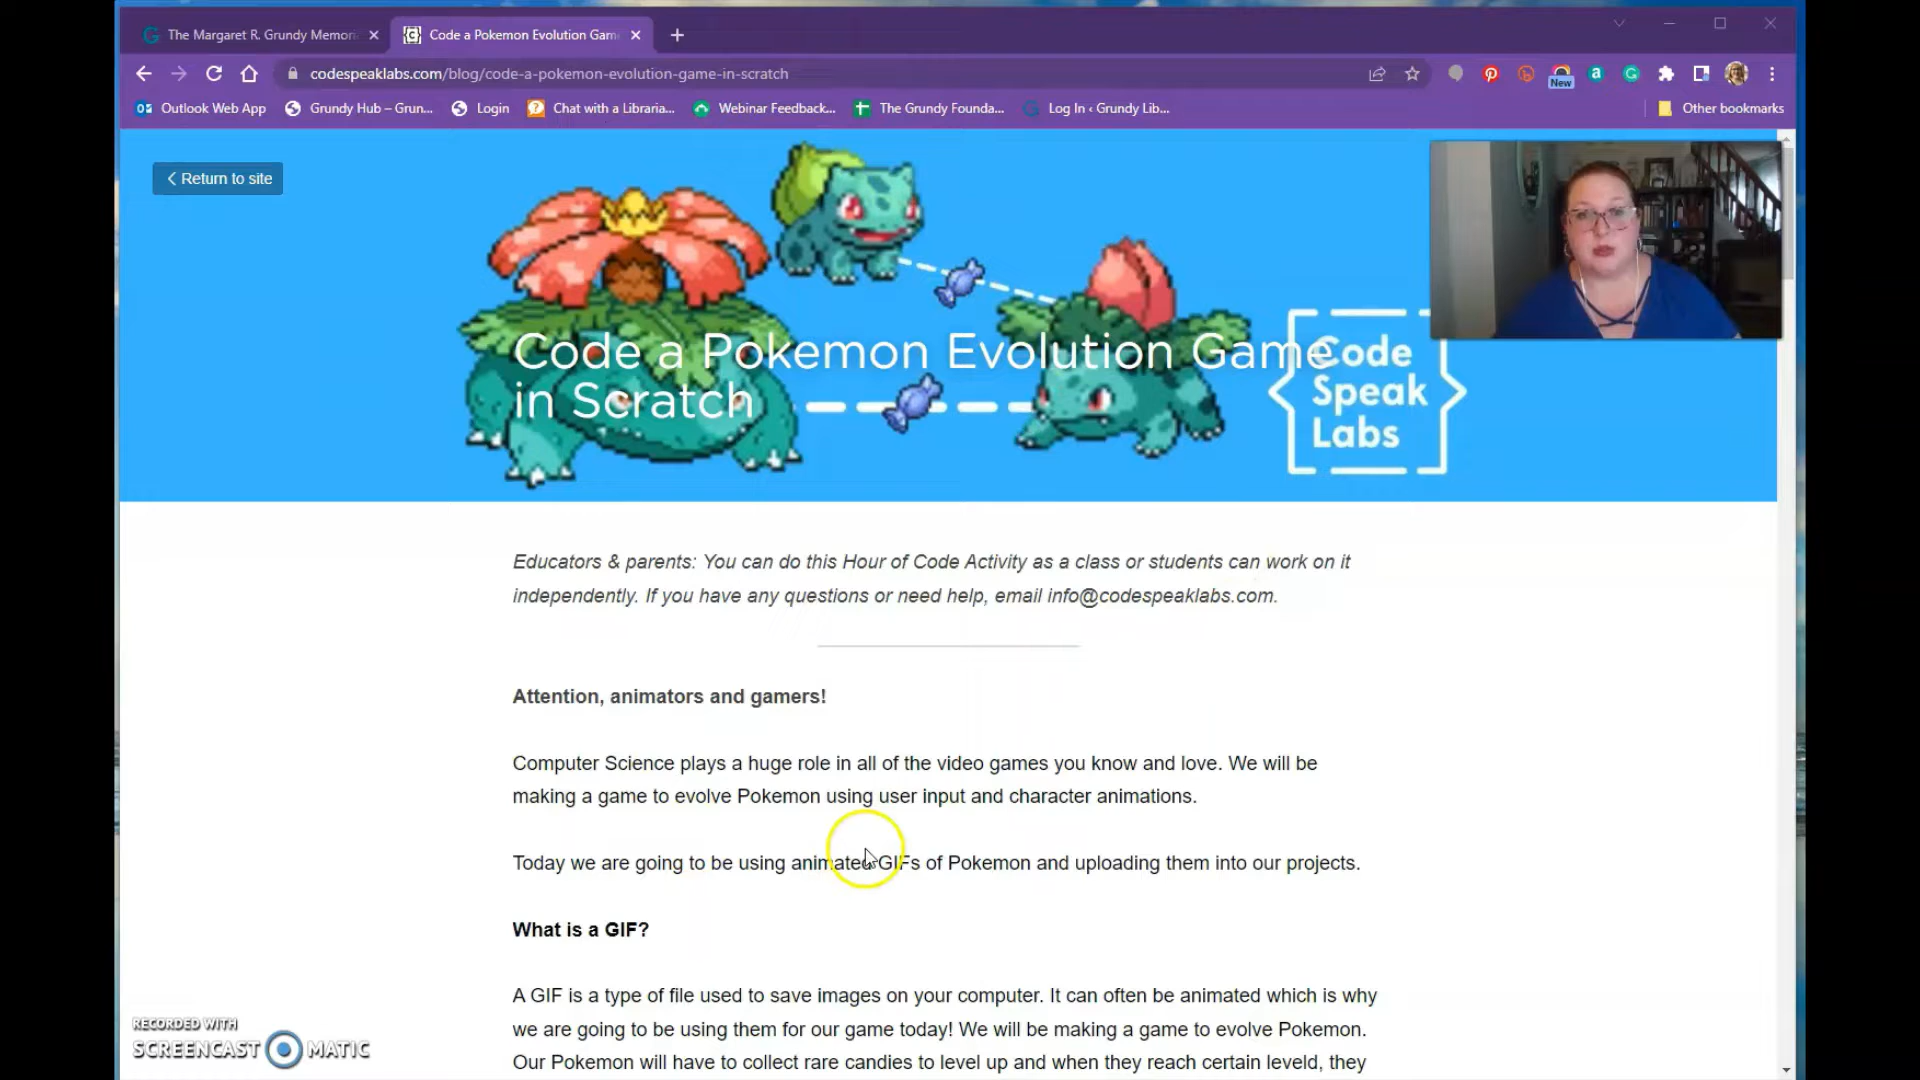 The Margaret R. Grundy Memori
Code a Pokemon Evolution Gam
codespeaklabs.com/blog/code-a-pokemon-evolution-game-in-scratch
New
Outlook Web App
Grundy Hub – Grun...
Login
Chat with a Libraria...
Webinar Feedback...
The Grundy Founda...
Log In ‹ Grundy Lib...
Other bookmarks
Return to site
Code a Pokemon Evolution Game
in Scratch
Code
Speak
Labs
Educators & parents: You can do this Hour of Code Activity as a class or students can work on it
independently. If you have any questions or need help, email info@codespeaklabs.com.
Attention, animators and gamers!
Computer Science plays a huge role in all of the video games you know and love. We will be
making a game to evolve Pokemon using user input and character animations.
Today we are going to be using animated GIFs of Pokemon and uploading them into our projects.
What is a GIF?
A GIF is a type of file used to save images on your computer. It can often be animated which is why
we are going to be using them for our game today! We will be making a game to evolve Pokemon.
Our Pokemon will have to collect rare candies to level up and when they reach certain leveld, they
RECORDED WITH
SCREENCAST MATIC